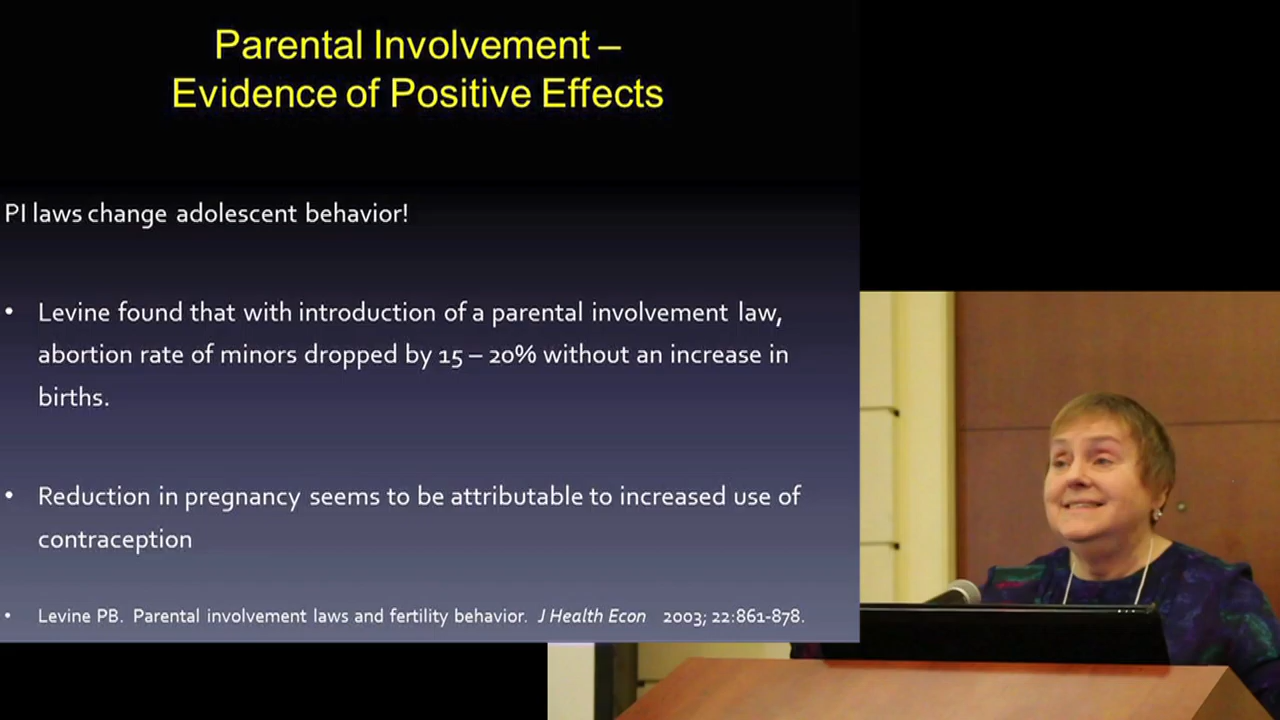 Parental Involvement –
Evidence of Positive Effects
PI laws change adolescent behavior!
• Levine found that with introduction of a parental involvement law,
abortion rate of minors dropped by 15 – 20% without an increase in
births.
• Reduction in pregnancy seems to be attributable to increased use of
contraception
• Levine PB. Parental involvement laws and fertility behavior. J Health Econ 2003; 22:861-878.